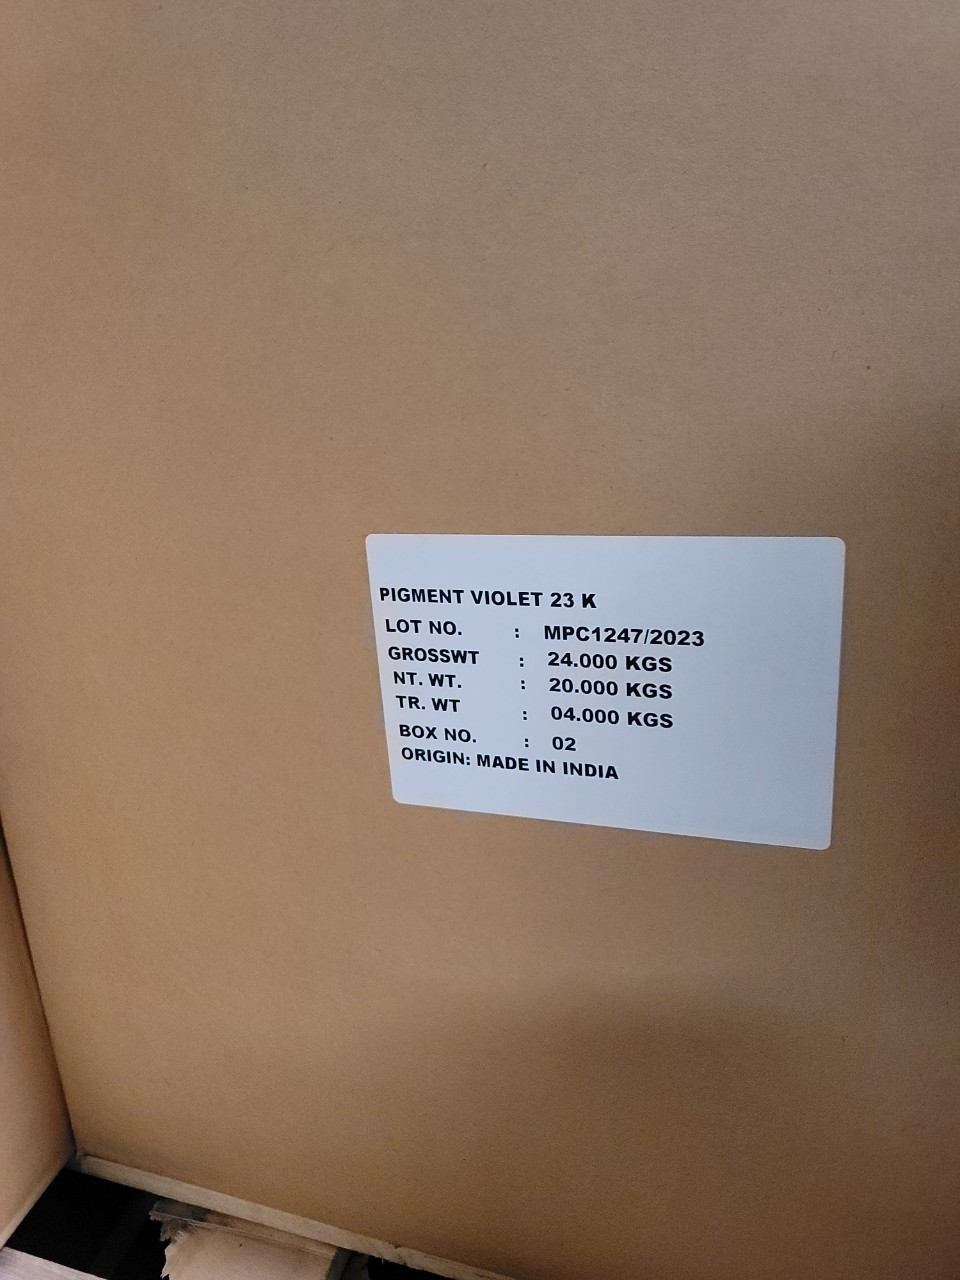 PIGMENT VIOLET 23 K
LOT NO. : MPC1247/2023
GROSSWT : 24.000 KGS
NT. WT. : 20.000 KGS
TR. WT : 04.000 KGS
BOX NO. : 02
ORIGIN: MADE IN INDIA